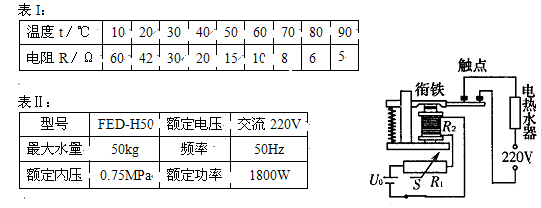 表Ⅰ:
温度 t/℃ 10 20 30 40 50 60 70 80 90
电阻 R/Ω 60 42 30 20 15 10 8 6 5
表Ⅱ:
型号 FED-H50 额定电压 交流 220V
最大水量 50kg 频率 50Hz
额定内压 0.75MPa 额定功率 1800W
触点
衔铁
电热水器
R₂
220V
U₀
S R₁